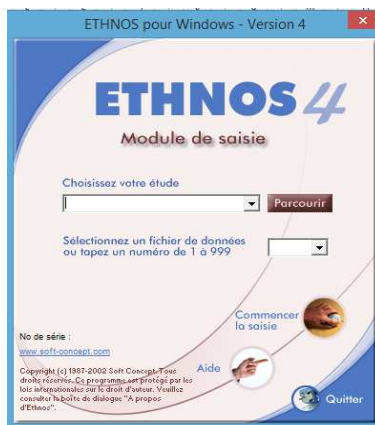 ETHNOS pour Windows - Version 4
ETHNOS 4
Module de saisie
Choisissez votre étude
Parcourir
Sélectionnez un fichier de données
ou tapez un numéro de 1 à 999
Commencer
la saisie
No de série :
www.soft-concept.com
Aide
Copyright (c) 1987-2002 Soft Concept. Tous
droits réservés. Ce programme est protégé par les
lois internationales sur le droit d'auteur. Veuillez
consulter la boîte de dialogue "A propos
d'Ethnos".
Quitter